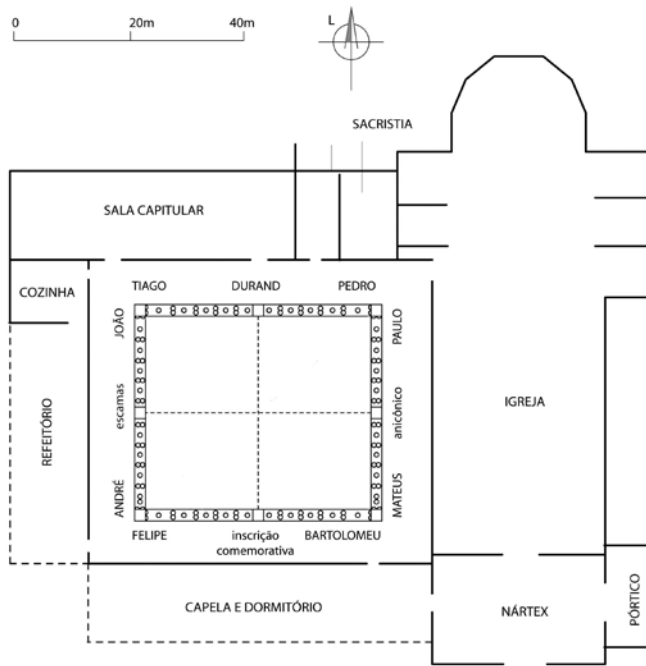 0 20m 40m
L
SACRISTIA
SALA CAPITULAR
COZINHA
TIAGO DURAND PEDRO
JOÃO
PAULO
escamas
anicônico
REFEITÓRIO
IGREJA
ANDRÉ
MATEUS
FELIPE inscrição BARTOLOMEU
comemorativa
CAPELA E DORMITÓRIO
NÁRTEX
PÓRTICO